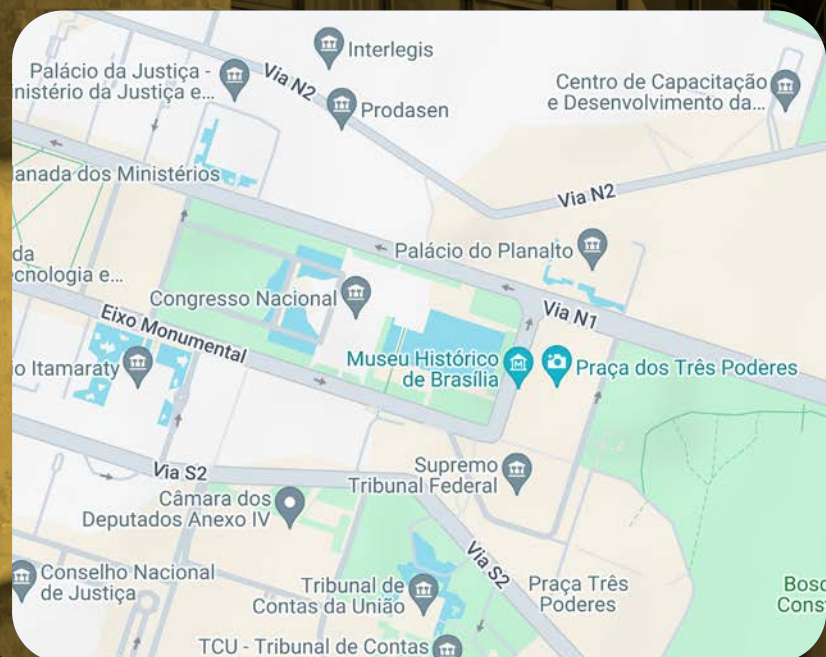 Interlegis
Palácio da Justiça -
nistério da Justiça e...
Via N2
Prodasen
Centro de Capacitação
e Desenvolvimento da...
anada dos Ministérios
Via N2
da
ecnologia e...
Palácio do Planalto
Congresso Nacional
Via N1
Eixo Monumental
o Itamaraty
Museu Histórico
de Brasília
Praça dos Três Poderes
Via S2
Supremo
Tribunal Federal
Câmara dos
Deputados Anexo IV
Via S2
Conselho Nacional
de Justiça
Tribunal de
Contas da União
Praça Três
Poderes
Bosq
Const
TCU - Tribunal de Contas